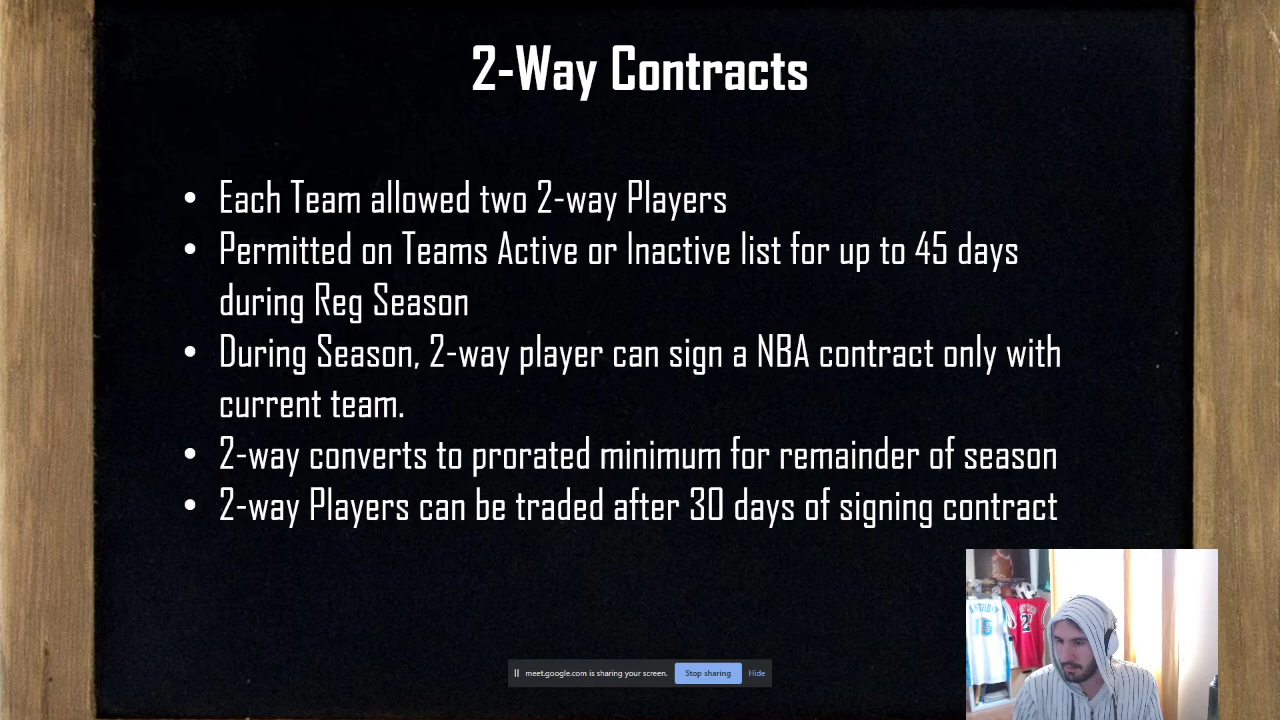 2-Way Contracts
• Each Team allowed two 2-way Players
• Permitted on Teams Active or Inactive list for up to 45 days
during Reg Season
• During Season, 2-way player can sign a NBA contract only with
current team.
• 2-way converts to prorated minimum for remainder of season
• 2-way Players can be traded after 30 days of signing contract
15
meet.google.com is sharing your screen. Stop sharing Hide